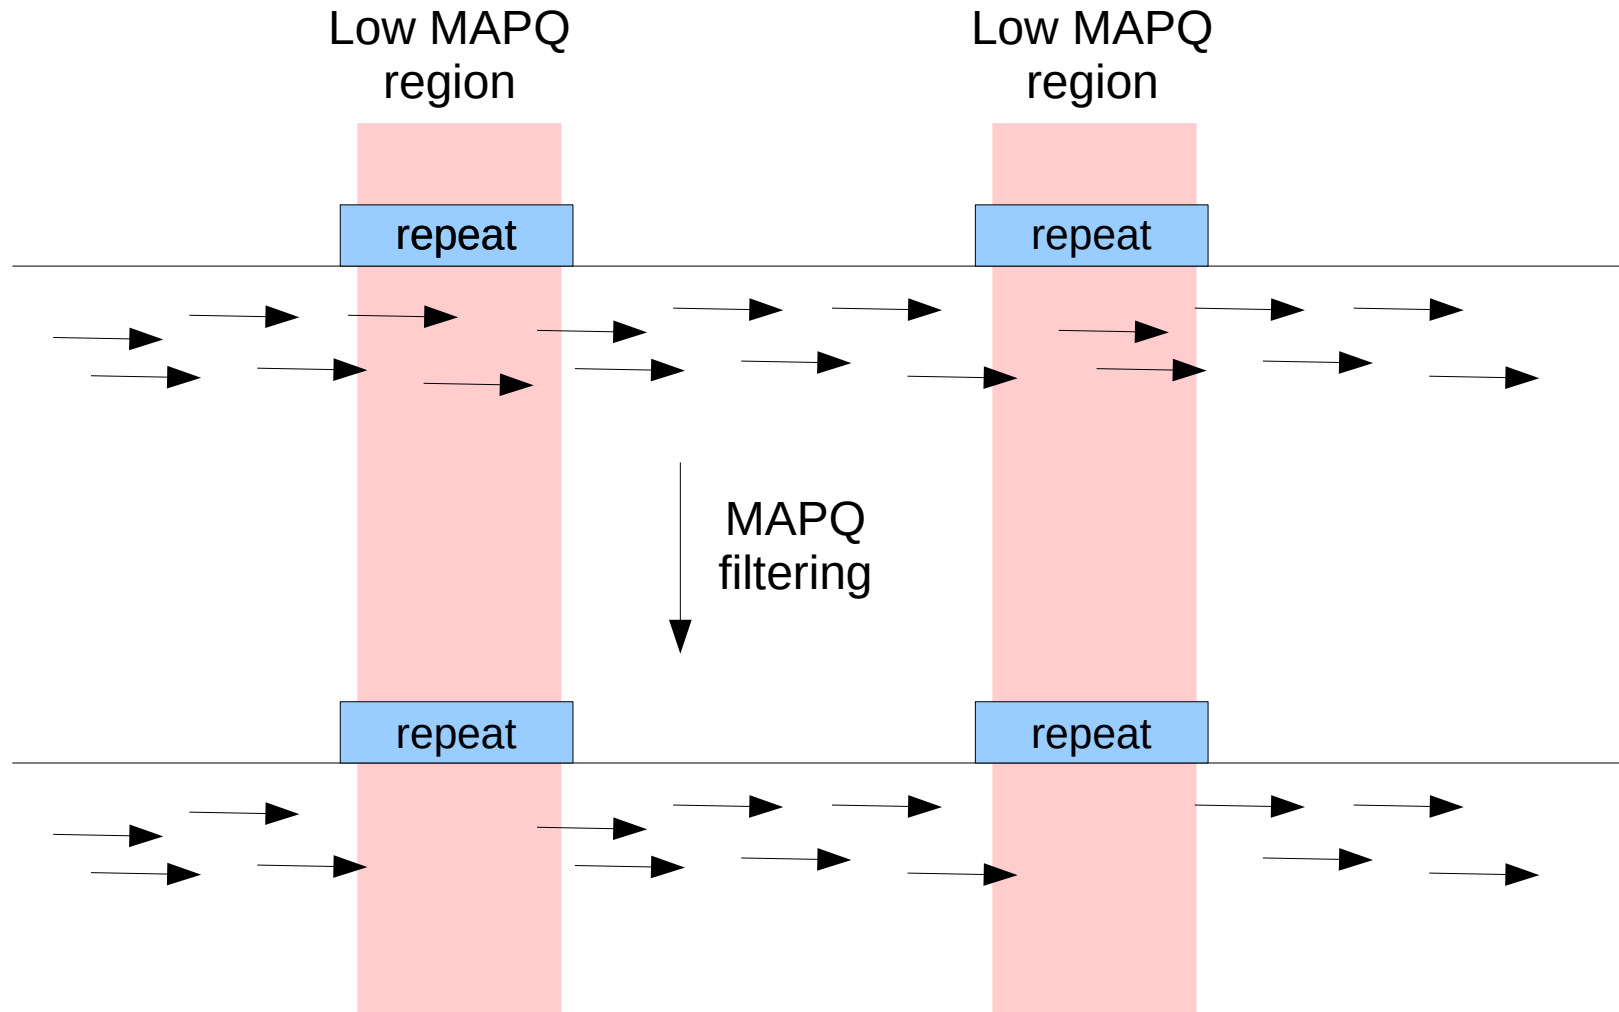 Low MAPQ
region
Low MAPQ
region
repeat
repeat
MAPQ
filtering
repeat
repeat